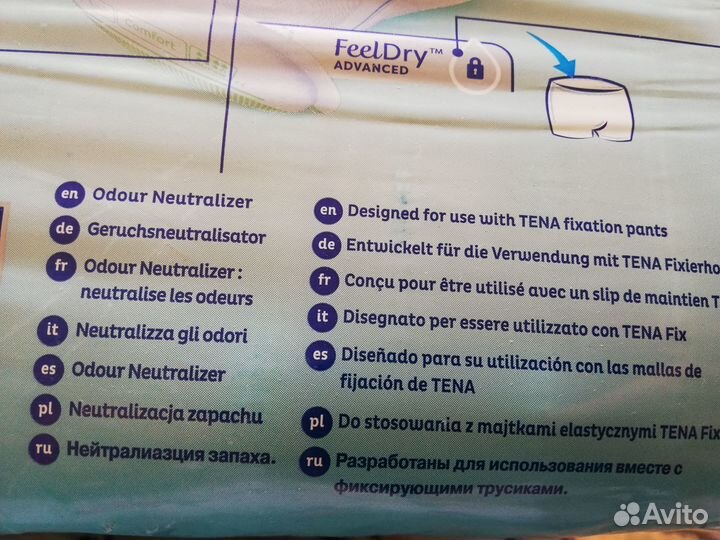 Comfort
FeelDry™
ADVANCED
en Odour Neutralizer
de Geruchsneutralisator
fr Odour Neutralizer :
neutralise les odeurs
it Neutralizza gli odori
es Odour Neutralizer
pl Neutralizacja zapachu
ru Нейтралиазция запаха.
en Designed for use with TENA fixation pants
de Entwickelt für die Verwendung mit TENA Fixierho
fr Conçu pour être utilisé avec un slip de maintien T
it Disegnato per essere utilizzato con TENA Fix
es Diseñado para su utilización con las mallas de
fijación de TENA
pl Do stosowania z majtkami elastycznymi TENA Fix
ru Разработаны для использования вместе с
фиксирующими трусиками.
Avito